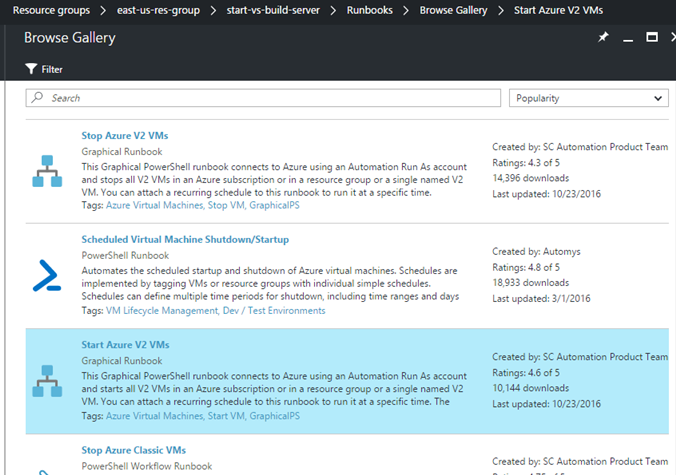 Resource groups > east-us-res-group > start-vs-build-server > Runbooks > Browse Gallery > Start Azure V2 VMs
Browse Gallery
Filter
Search
Popularity
Stop Azure V2 VMs
Graphical Runbook
This Graphical PowerShell runbook connects to Azure using an Automation Run As account
and stops all V2 VMs in an Azure subscription or in a resource group or a single named V2
VM. You can attach a recurring schedule to this runbook to run it at a specific time.
Tags: Azure Virtual Machines, Stop VM, GraphicalPS
Created by: SC Automation Product Team
Ratings: 4.3 of 5
14,396 downloads
Last updated: 10/23/2016
Scheduled Virtual Machine Shutdown/Startup
PowerShell Runbook
Automates the scheduled startup and shutdown of Azure virtual machines. Schedules are
implemented by tagging VMs or resource groups with individual simple schedules.
Schedules can define multiple time periods for shutdown, including time ranges and days
Tags: VM Lifecycle Management, Dev / Test Environments
Created by: Automys
Ratings: 4.8 of 5
18,933 downloads
Last updated: 3/1/2016
Start Azure V2 VMs
Graphical Runbook
This Graphical PowerShell runbook connects to Azure using an Automation Run As account
and starts all V2 VMs in an Azure subscription or in a resource group or a single named V2
VM. You can attach a recurring schedule to this runbook to run it at a specific time. The
Tags: Azure Virtual Machines, Start VM, GraphicalPS
Created by: SC Automation Product Team
Ratings: 4.6 of 5
10,144 downloads
Last updated: 10/23/2016
Stop Azure Classic VMs
PowerShell Workflow Runbook
Created by: SC Automation Product Team